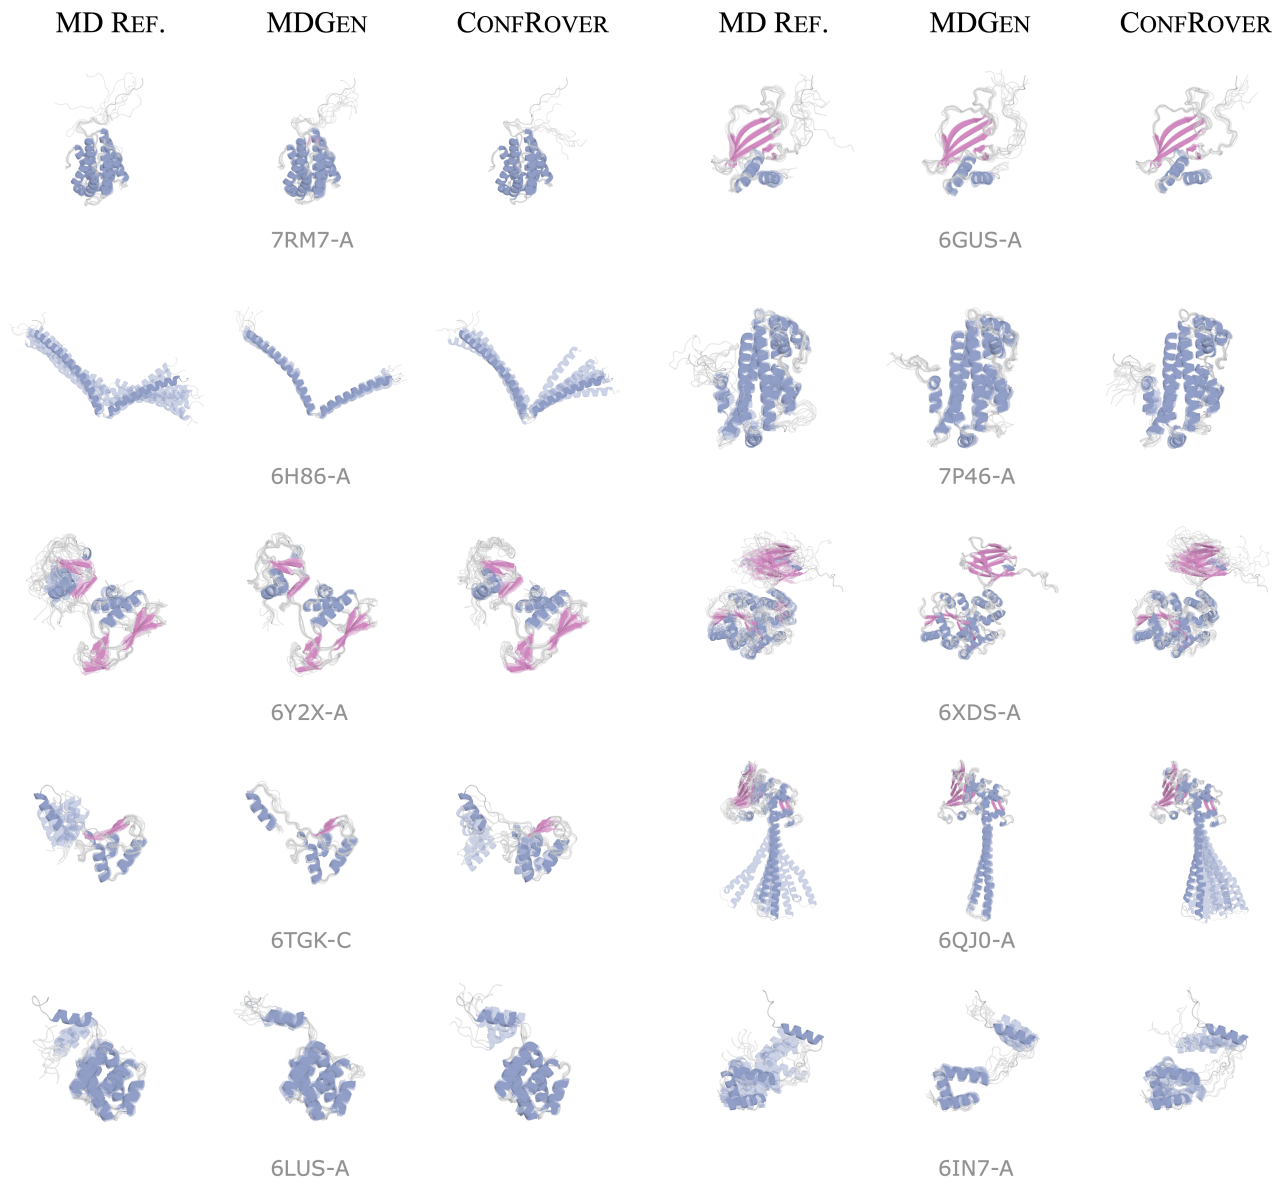 MD REF. MDGEN CONFROVER MD REF. MDGEN CONFROVER
7RM7-A 6GUS-A
6H86-A 7P46-A
6Y2X-A 6XDS-A
6TGK-C 6QJ0-A
6LUS-A 6IN7-A